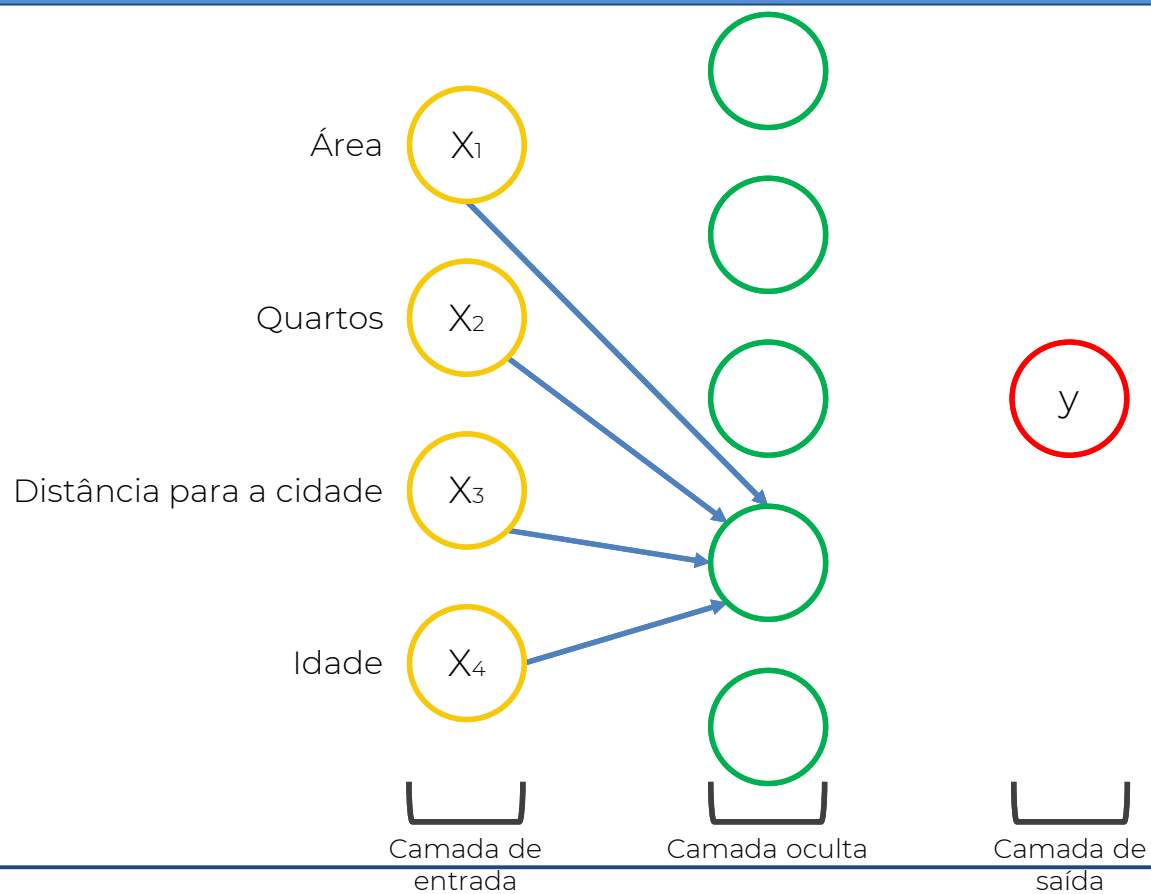 Área
X1
Quartos
X2
Distância para a cidade
X3
Idade
X4
y
Camada de
entrada
Camada oculta
Camada de
saída